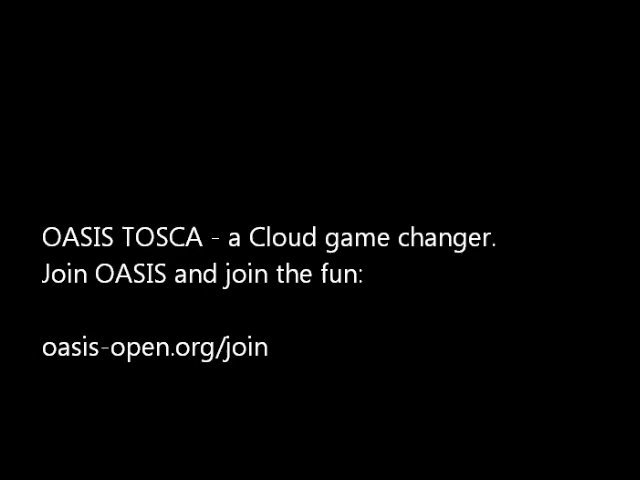 OASIS TOSCA - a Cloud game changer.
Join OASIS and join the fun:
oasis-open.org/join